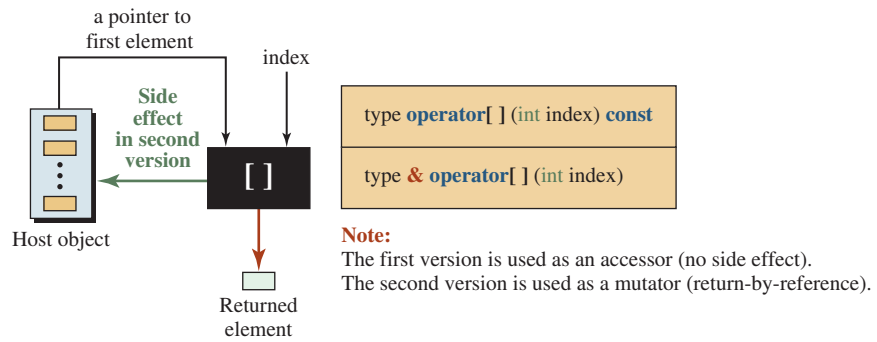 a pointer to
first element
index
Side
effect
in second
version
[ ]
Host object
Returned
element
type operator[ ] (int index) const
type & operator[ ] (int index)
Note:
The first version is used as an accessor (no side effect).
The second version is used as a mutator (return-by-reference).